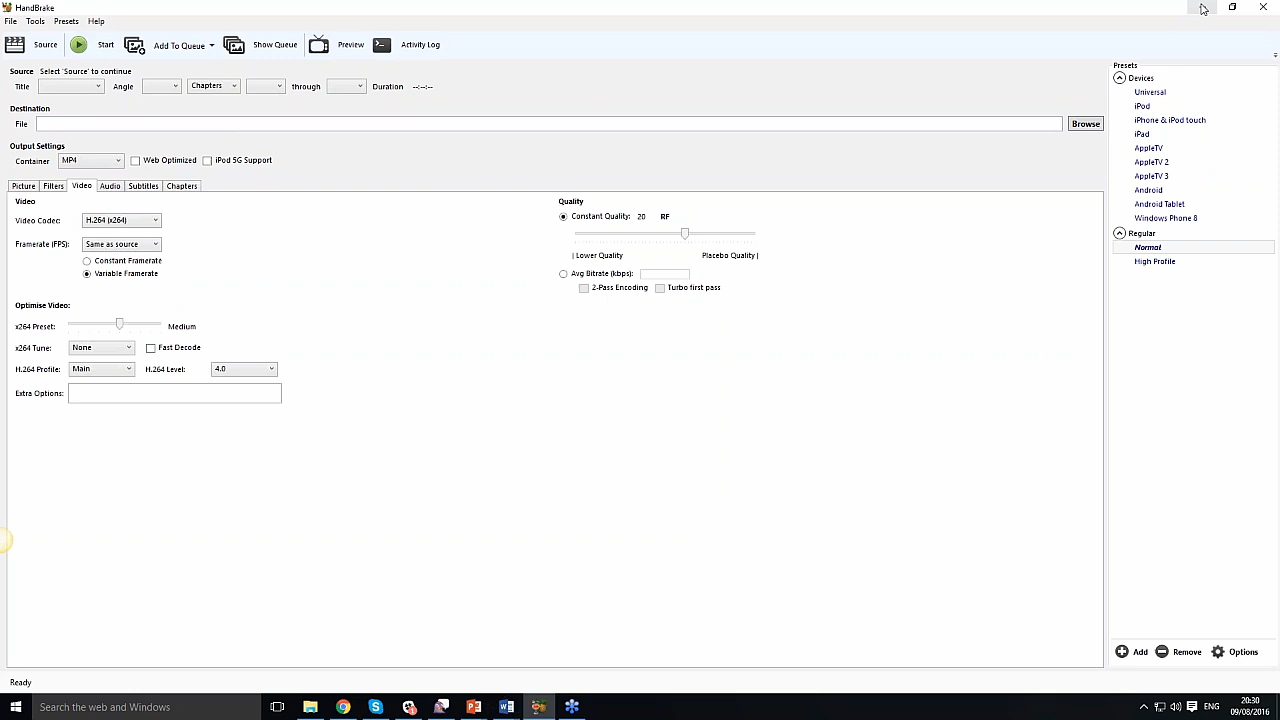 HandBrake
File Tools Presets Help
Source Start Add To Queue Show Queue Preview Activity Log
Source Select 'Source' to continue
Title Angle Chapters through Duration --:--:--
Destination
File Browse
Output Settings
Container MP4 Web Optimized iPod 5G Support
Picture Filters Video Audio Subtitles Chapters
Video
Video Codec: H.264 (x264)
Framerate (FPS): Same as source
Constant Framerate
Variable Framerate
Optimise Video:
x264 Preset: Medium
x264 Tune: None Fast Decode
H.264 Profile: Main H.264 Level: 4.0
Extra Options:
Quality
Constant Quality: 20 RF
| Lower Quality Placebo Quality |
Avg Bitrate (kbps):
2-Pass Encoding Turbo first pass
Presets
Devices
Universal
iPod
iPhone & iPod touch
iPad
AppleTV
AppleTV 2
AppleTV 3
Android
Android Tablet
Windows Phone 8
Regular
Normal
High Profile
Add Remove Options
Ready
Search the web and Windows
ENG
20:30
09/08/2016